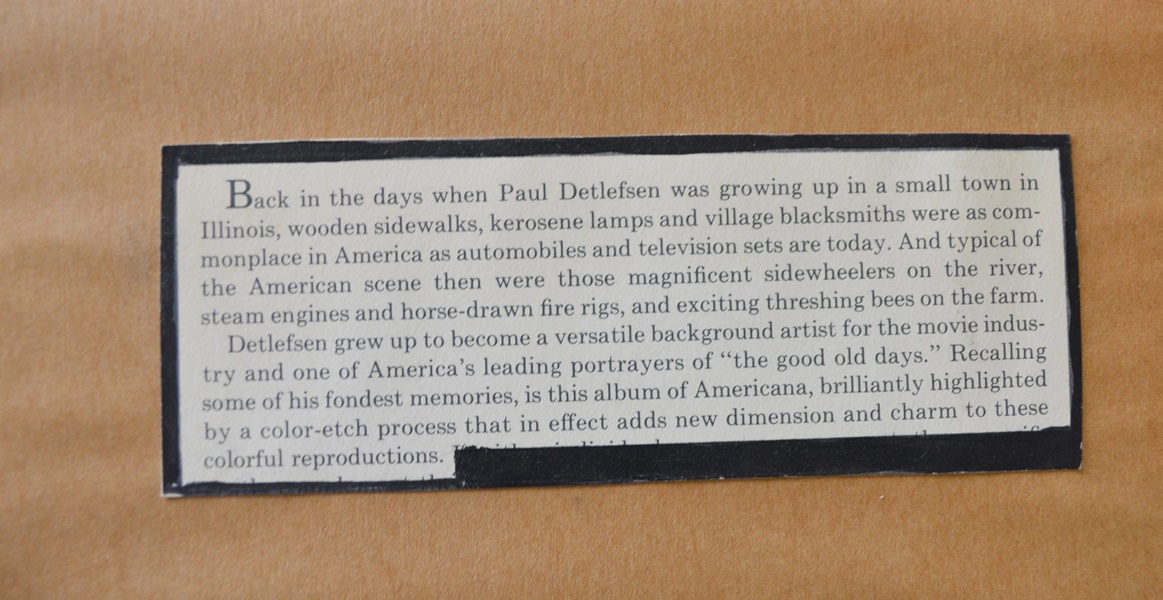 Back in the days when Paul Detlefsen was growing up in a small town in
Illinois, wooden sidewalks, kerosene lamps and village blacksmiths were as com-
monplace in America as automobiles and television sets are today. And typical of
the American scene then were those magnificent sidewheelers on the river,
steam engines and horse-drawn fire rigs, and exciting threshing bees on the farm.
Detlefsen grew up to become a versatile background artist for the movie indus-
try and one of America’s leading portrayers of “the good old days.” Recalling
some of his fondest memories, is this album of Americana, brilliantly highlighted
by a color-etch process that in effect adds new dimension and charm to these
colorful reproductions.